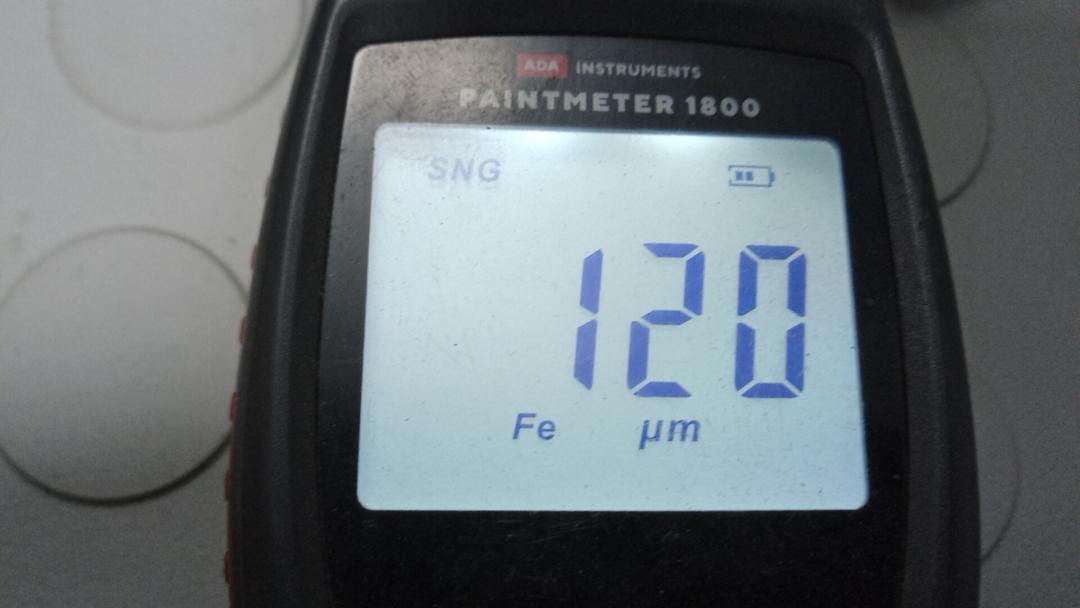 ADA INSTRUMENTS
PAINTMETER 1800
SNG
120
Fe µm